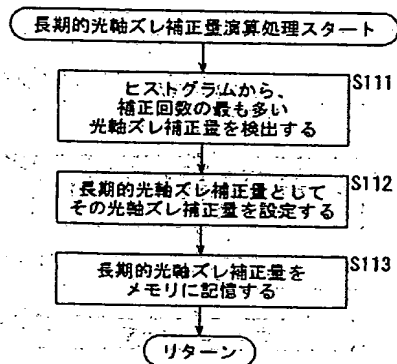 長期的光軸ズレ補正量演算処理スタート
S111
ヒストグラムから、
補正回数の最も多い
光軸ズレ補正量を検出する
S112
長期的光軸ズレ補正量として
その光軸ズレ補正量を設定する
S113
長期的光軸ズレ補正量を
メモリに記憶する
リターン